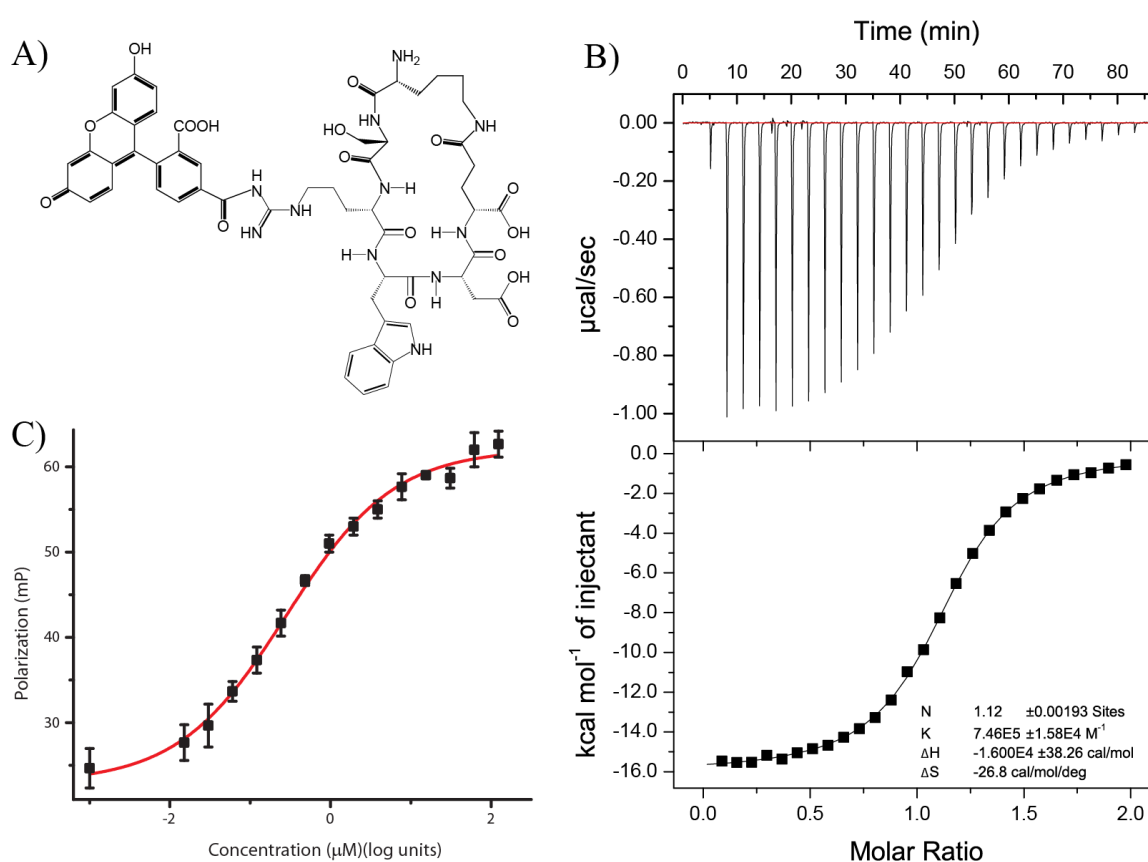 A)
OH
O
O
COOH
O
H
N
HN
NH
NH₂
O
HN
NH
HO
O
O
N-H
O
O
OH
H-N
H-N
O
O
N
H
OH
O
NH
B)
Time (min)
0 10 20 30 40 50 60 70 80
0.00
-0.20
-0.40
-0.60
-0.80
-1.00
µcal/sec
0.0
-2.0
-4.0
-6.0
-8.0
-10.0
-12.0
-14.0
-16.0
kcal mol⁻¹ of injectant
N 1.12 ±0.00193 Sites
K 7.46E5 ±1.58E4 M⁻¹
ΔH -1.600E4 ±38.26 cal/mol
ΔS -26.8 cal/mol/deg
0.0 0.5 1.0 1.5 2.0
Molar Ratio
C)
60
50
40
30
Polarization (mP)
-2 0 2
Concentration (µM)(log units)